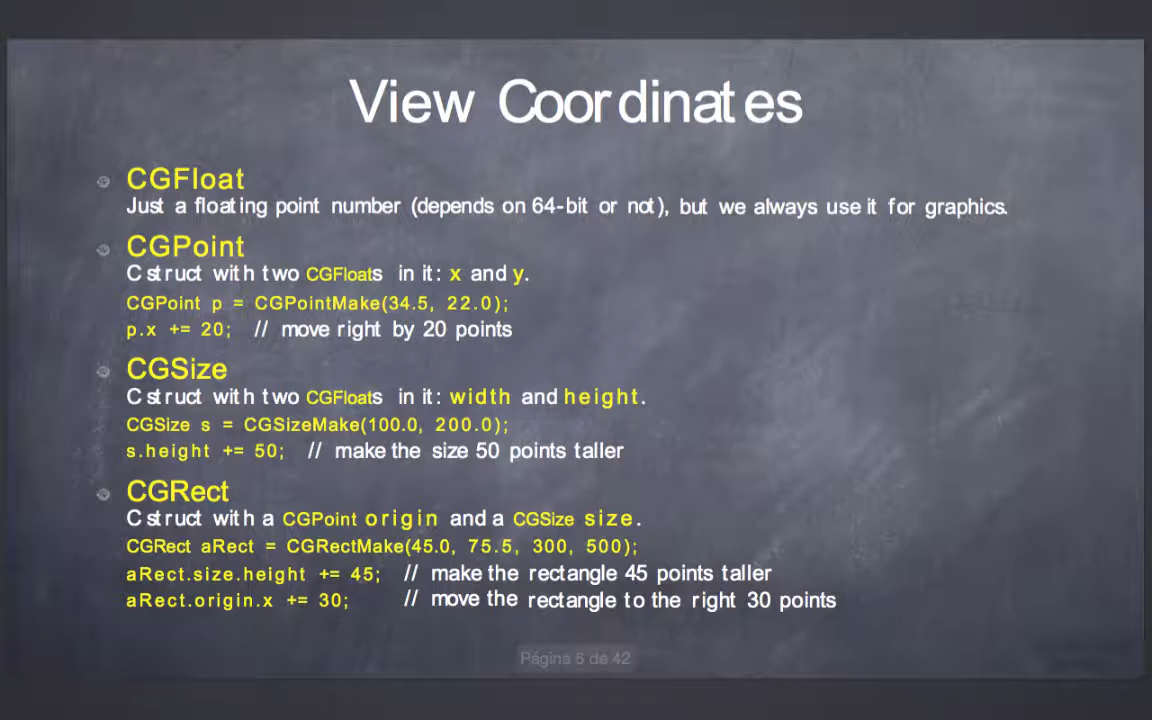 View Coordinates
CGFloat
Just a floating point number (depends on 64-bit or not), but we always use it for graphics.
CGPoint
C struct with two CGFloats in it: x and y.
CGPoint p = CGPointMake(34.5, 22.0);
p.x += 20; // move right by 20 points
CGSize
C struct with two CGFloats in it: width and height.
CGSize s = CGSizeMake(100.0, 200.0);
s.height += 50; // make the size 50 points taller
CGRect
C struct with a CGPoint origin and a CGSize size.
CGRect aRect = CGRectMake(45.0, 75.5, 300, 500);
aRect.size.height += 45; // make the rectangle 45 points taller
aRect.origin.x += 30; // move the rectangle to the right 30 points
Página 6 de 42